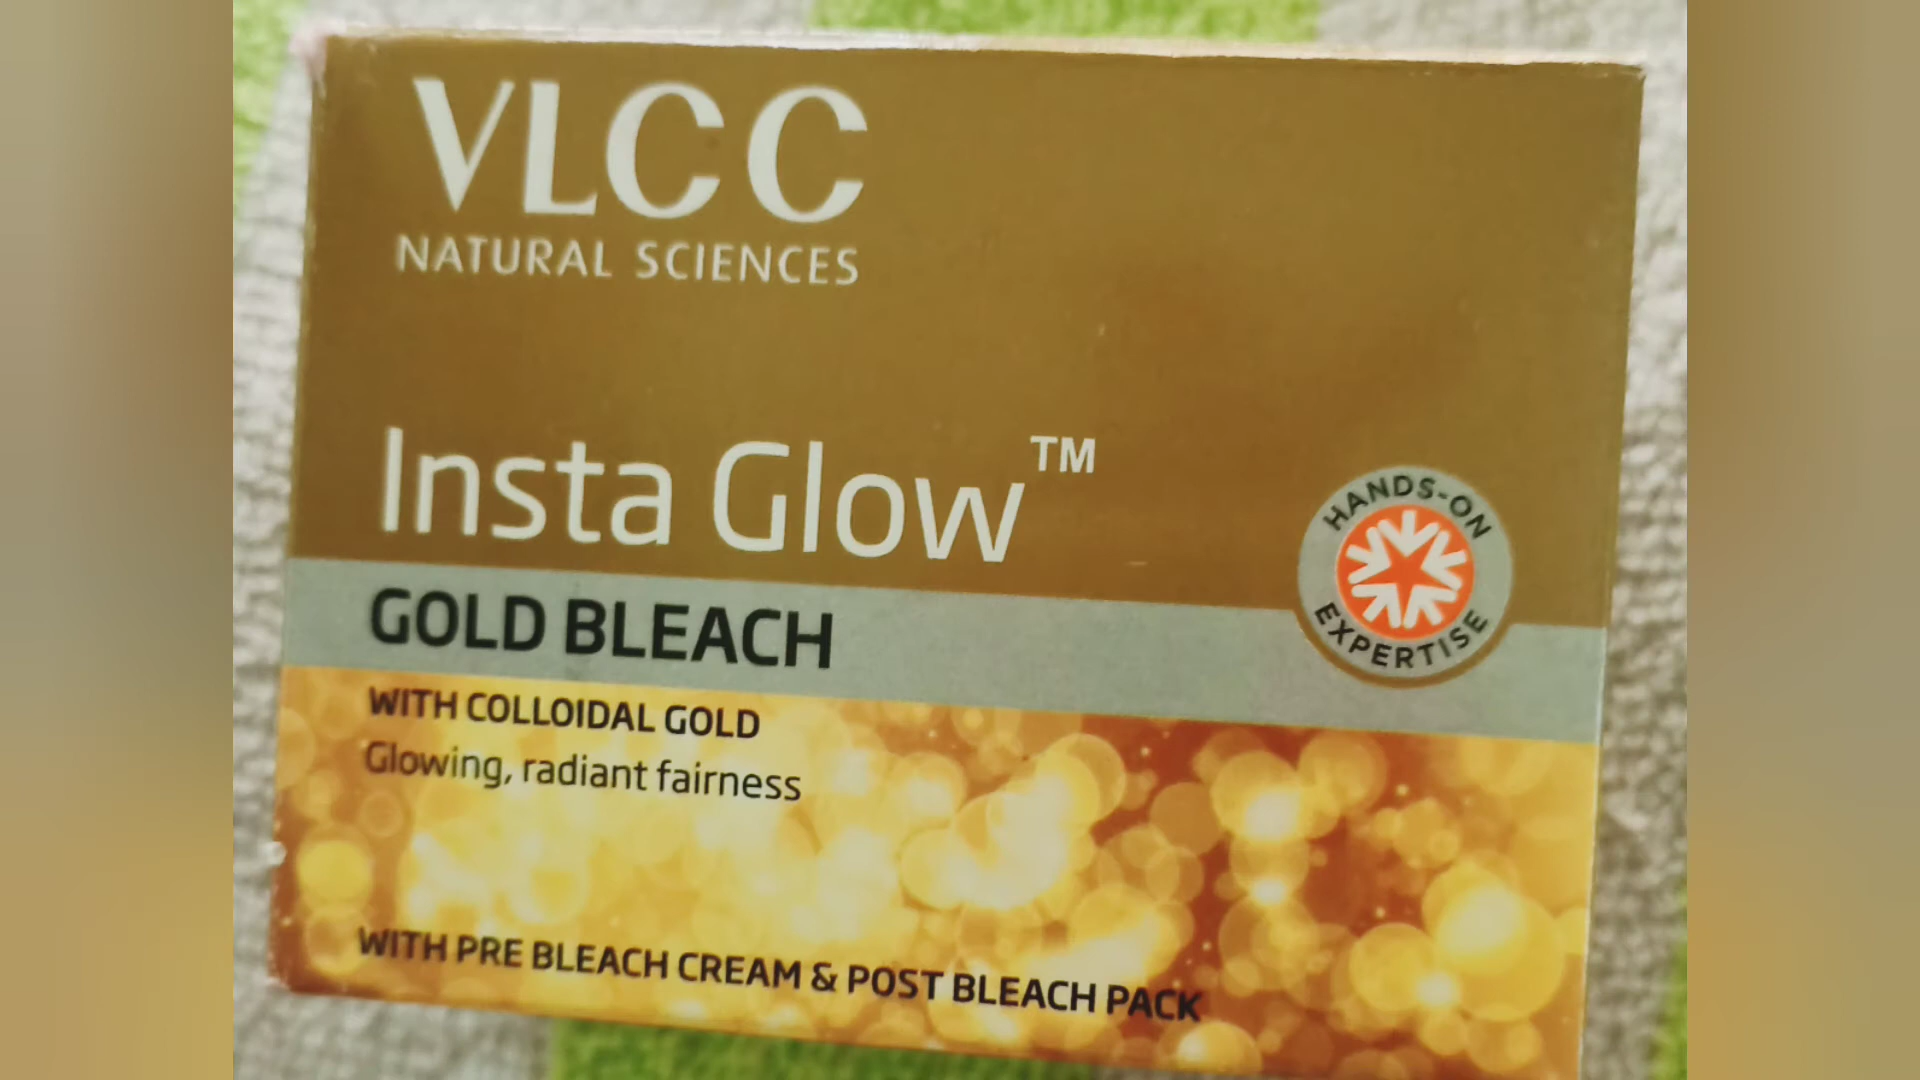 VLCC
NATURAL SCIENCES
Insta Glow™
HANDS-ON
EXPERTISE
GOLD BLEACH
WITH COLLOIDAL GOLD
Glowing, radiant fairness
WITH PRE BLEACH CREAM & POST BLEACH PACK